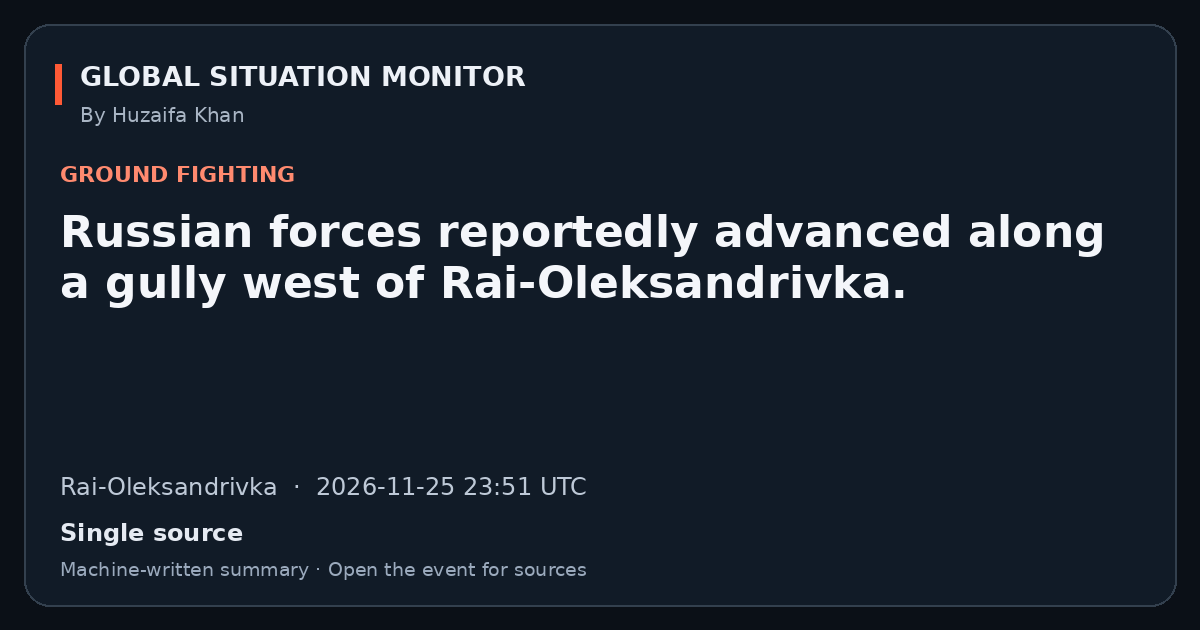 GLOBAL SITUATION MONITOR
By Huzaifa Khan
GROUND FIGHTING
Russian forces reportedly advanced along
a gully west of Rai-Oleksandrivka.
Rai-Oleksandrivka · 2026-11-25 23:51 UTC
Single source
Machine-written summary · Open the event for sources